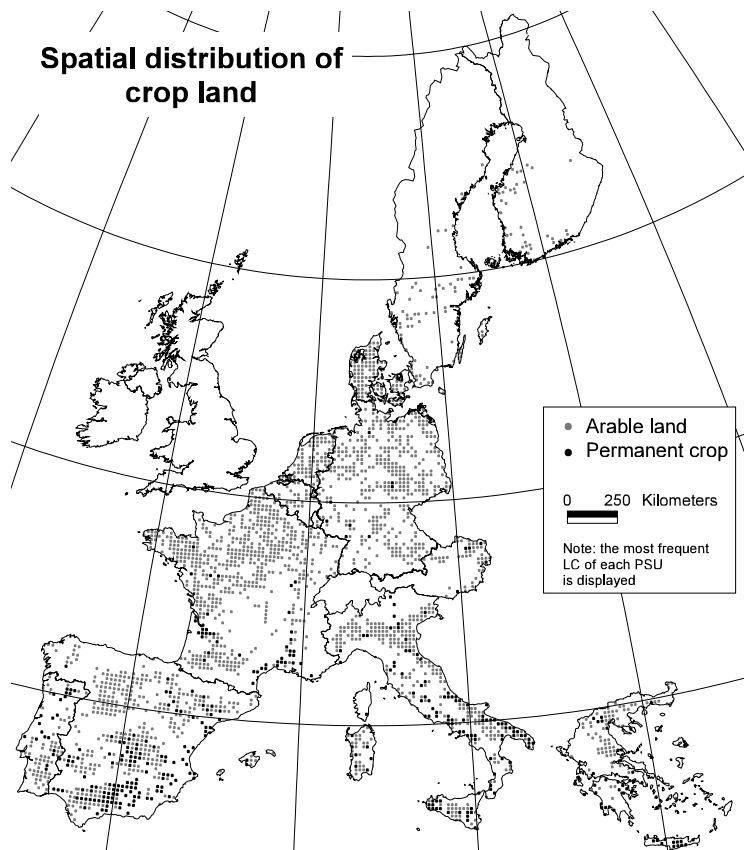 Spatial distribution of
crop land
Arable land
Permanent crop
0 250 Kilometers
Note: the most frequent
LC of each PSU
is displayed